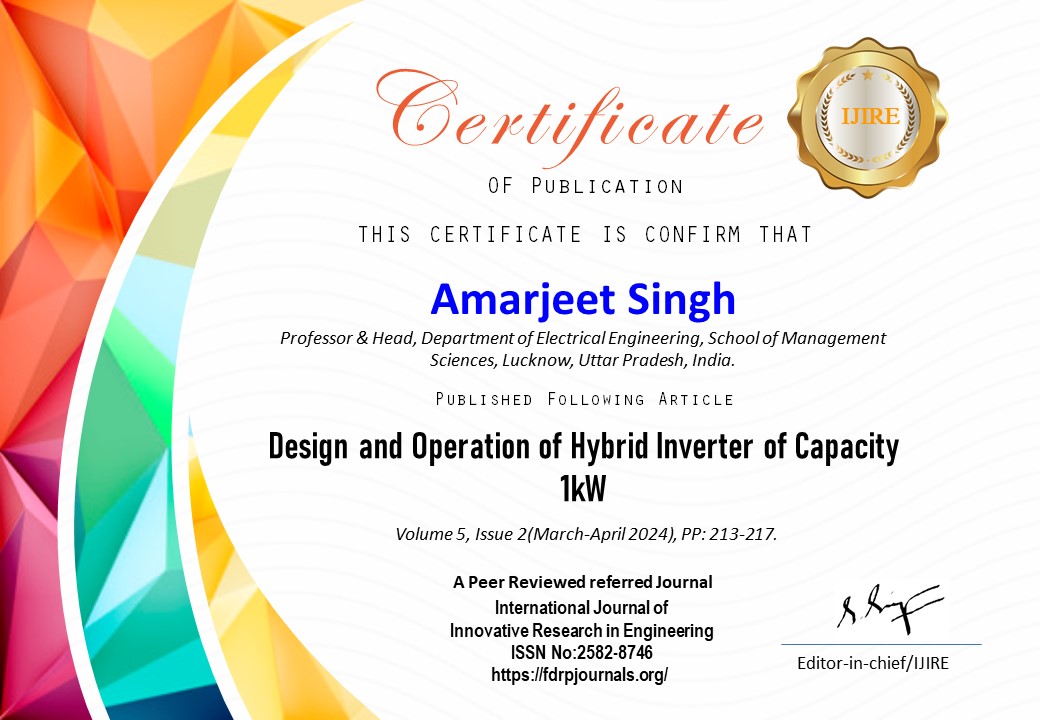 Certificate
IJIRE
OF PUBLICATION
THIS CERTIFICATE IS CONFIRM THAT
Amarjeet Singh
Professor & Head, Department of Electrical Engineering, School of Management
Sciences, Lucknow, Uttar Pradesh, India.
PUBLISHED FOLLOWING ARTICLE
Design and Operation of Hybrid Inverter of Capacity
1kW
Volume 5, Issue 2(March-April 2024), PP: 213-217.
A Peer Reviewed referred Journal
International Journal of
Innovative Research in Engineering
ISSN No:2582-8746
https://fdrpjournals.org/
Editor-in-chief/IJIRE